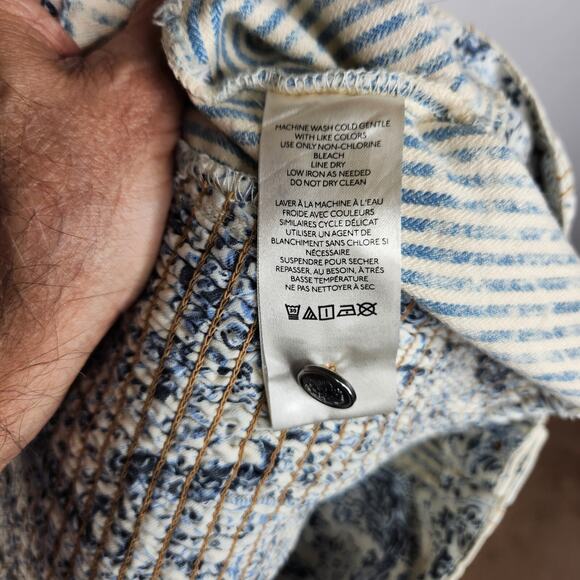 MACHINE WASH COLD GENTLE
WITH LIKE COLORS
USE ONLY NON-CHLORINE
BLEACH
LINE DRY
LOW IRON AS NEEDED
DO NOT DRY CLEAN
LAVER À LA MACHINE À L'EAU
FROIDE AVEC COULEURS
SIMILAIRES CYCLE DÉLICAT
UTILISER UN AGENT DE
BLANCHIMENT SANS CHLORE SI
NÉCESSAIRE
SUSPENDRE POUR SÉCHER
REPASSER, AU BESOIN, À TRÈS
BASSE TEMPÉRATURE
NE PAS NETTOYER À SEC